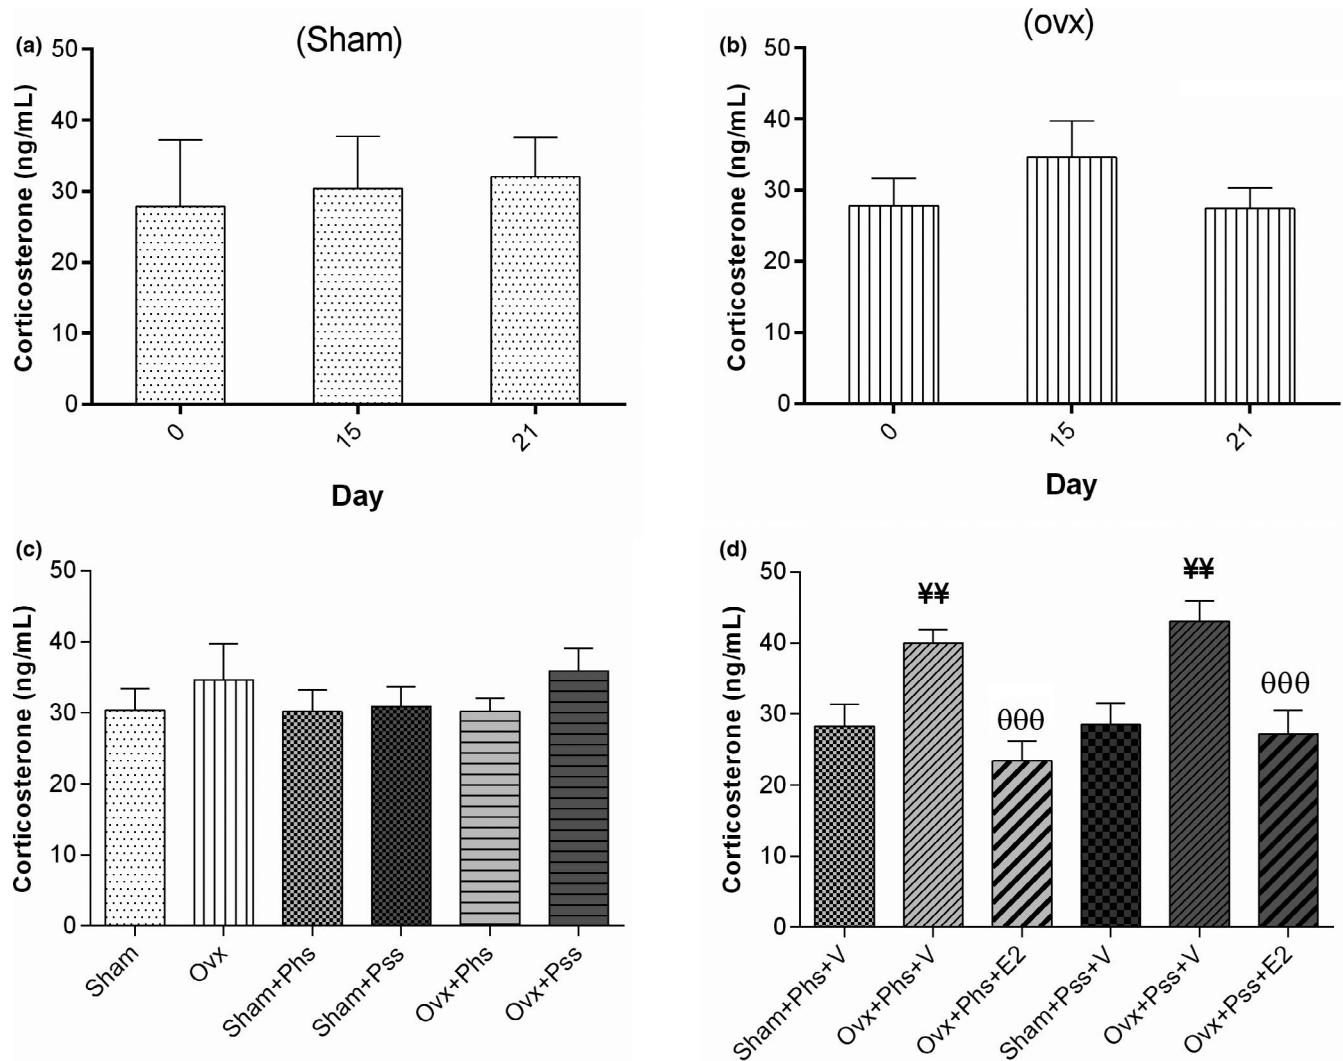 (a)
(Sham)
Corticosterone (ng/mL)
50
40
30
20
10
0
0
15
21
Day
(b)
(ovx)
Corticosterone (ng/mL)
50
40
30
20
10
0
0
15
21
Day
(c)
Corticosterone (ng/mL)
50
40
30
20
10
0
Sham
Ovx
Sham+Phs
Sham+Pss
Ovx+Phs
Ovx+Pss
(d)
Corticosterone (ng/mL)
50
40
30
20
10
0
¥¥
θθθ
¥¥
θθθ
Sham+Phs+V
Ovx+Phs+V
Ovx+Phs+E2
Sham+Pss+V
Ovx+Pss+V
Ovx+Pss+E2